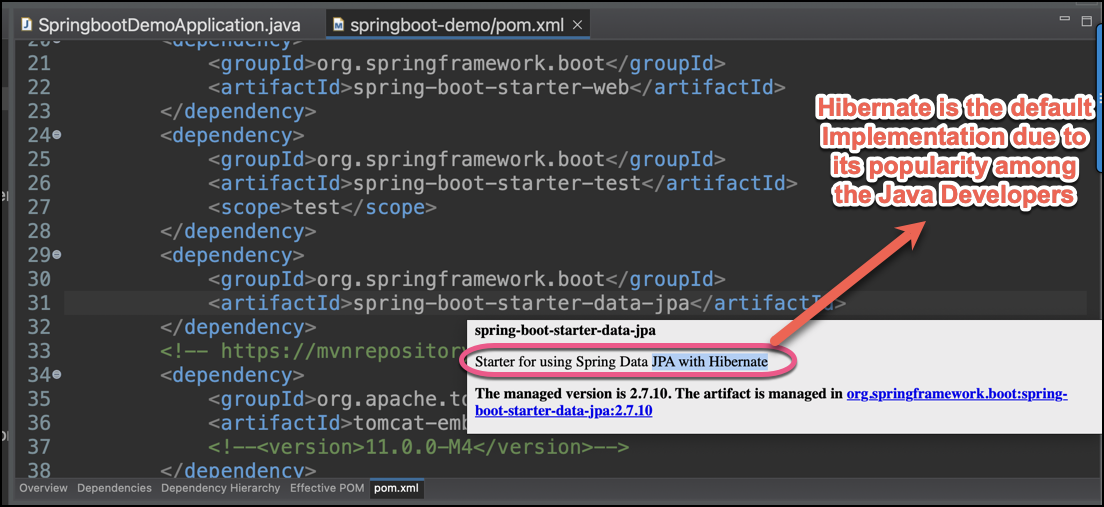 SpringbootDemoApplication.java
springboot-demo/pom.xml
20 <dependency>
21 <groupId>org.springframework.boot</groupId>
22 <artifactId>spring-boot-starter-web</artifactId>
23 </dependency>
24 <dependency>
25 <groupId>org.springframework.boot</groupId>
26 <artifactId>spring-boot-starter-test</artifactId>
27 <scope>test</scope>
28 </dependency>
29 <dependency>
30 <groupId>org.springframework.boot</groupId>
31 <artifactId>spring-boot-starter-data-jpa</artifactId>
32 </dependency>
33 <!-- https://mvnrepository
34 <dependency>
35 <groupId>org.apache.to
36 <artifactId>tomcat-emb
37 <!--<version>11.0.0-M4</version>-->
38 </dependency>
Hibernate is the default
Implementation due to
its popularity among
the Java Developers
spring-boot-starter-data-jpa
Starter for using Spring Data JPA with Hibernate
The managed version is 2.7.10. The artifact is managed in org.springframework.boot:spring-
boot-starter-data-jpa:2.7.10
Overview Dependencies Dependency Hierarchy Effective POM pom.xml